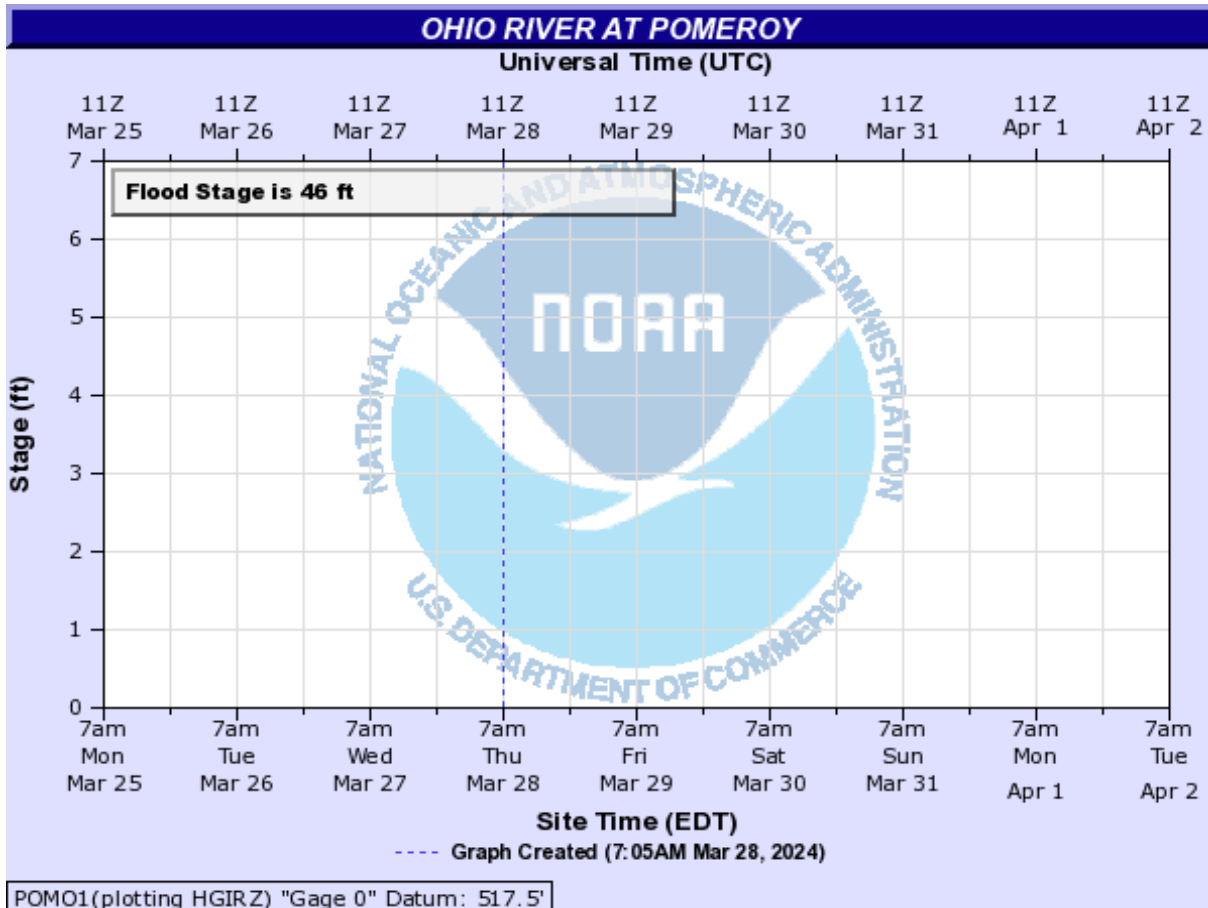 OHIO RIVER AT POMEROY
Universal Time (UTC)
11Z 11Z 11Z 11Z 11Z 11Z 11Z 11Z 11Z
Mar 25 Mar 26 Mar 27 Mar 28 Mar 29 Mar 30 Mar 31 Apr 1 Apr 2
Flood Stage is 46 ft
NATIONAL OCEANIC AND ATMOSPHERIC ADMINISTRATION
NOAA
U.S. DEPARTMENT OF COMMERCE
Stage (ft)
7
6
5
4
3
2
1
0
7am 7am 7am 7am 7am 7am 7am 7am 7am
Mon Tue Wed Thu Fri Sat Sun Mon Tue
Mar 25 Mar 26 Mar 27 Mar 28 Mar 29 Mar 30 Mar 31 Apr 1 Apr 2
Site Time (EDT)
---- Graph Created (7:05AM Mar 28, 2024)
POMO1(plotting HGIRZ) "Gage 0" Datum: 517.5'